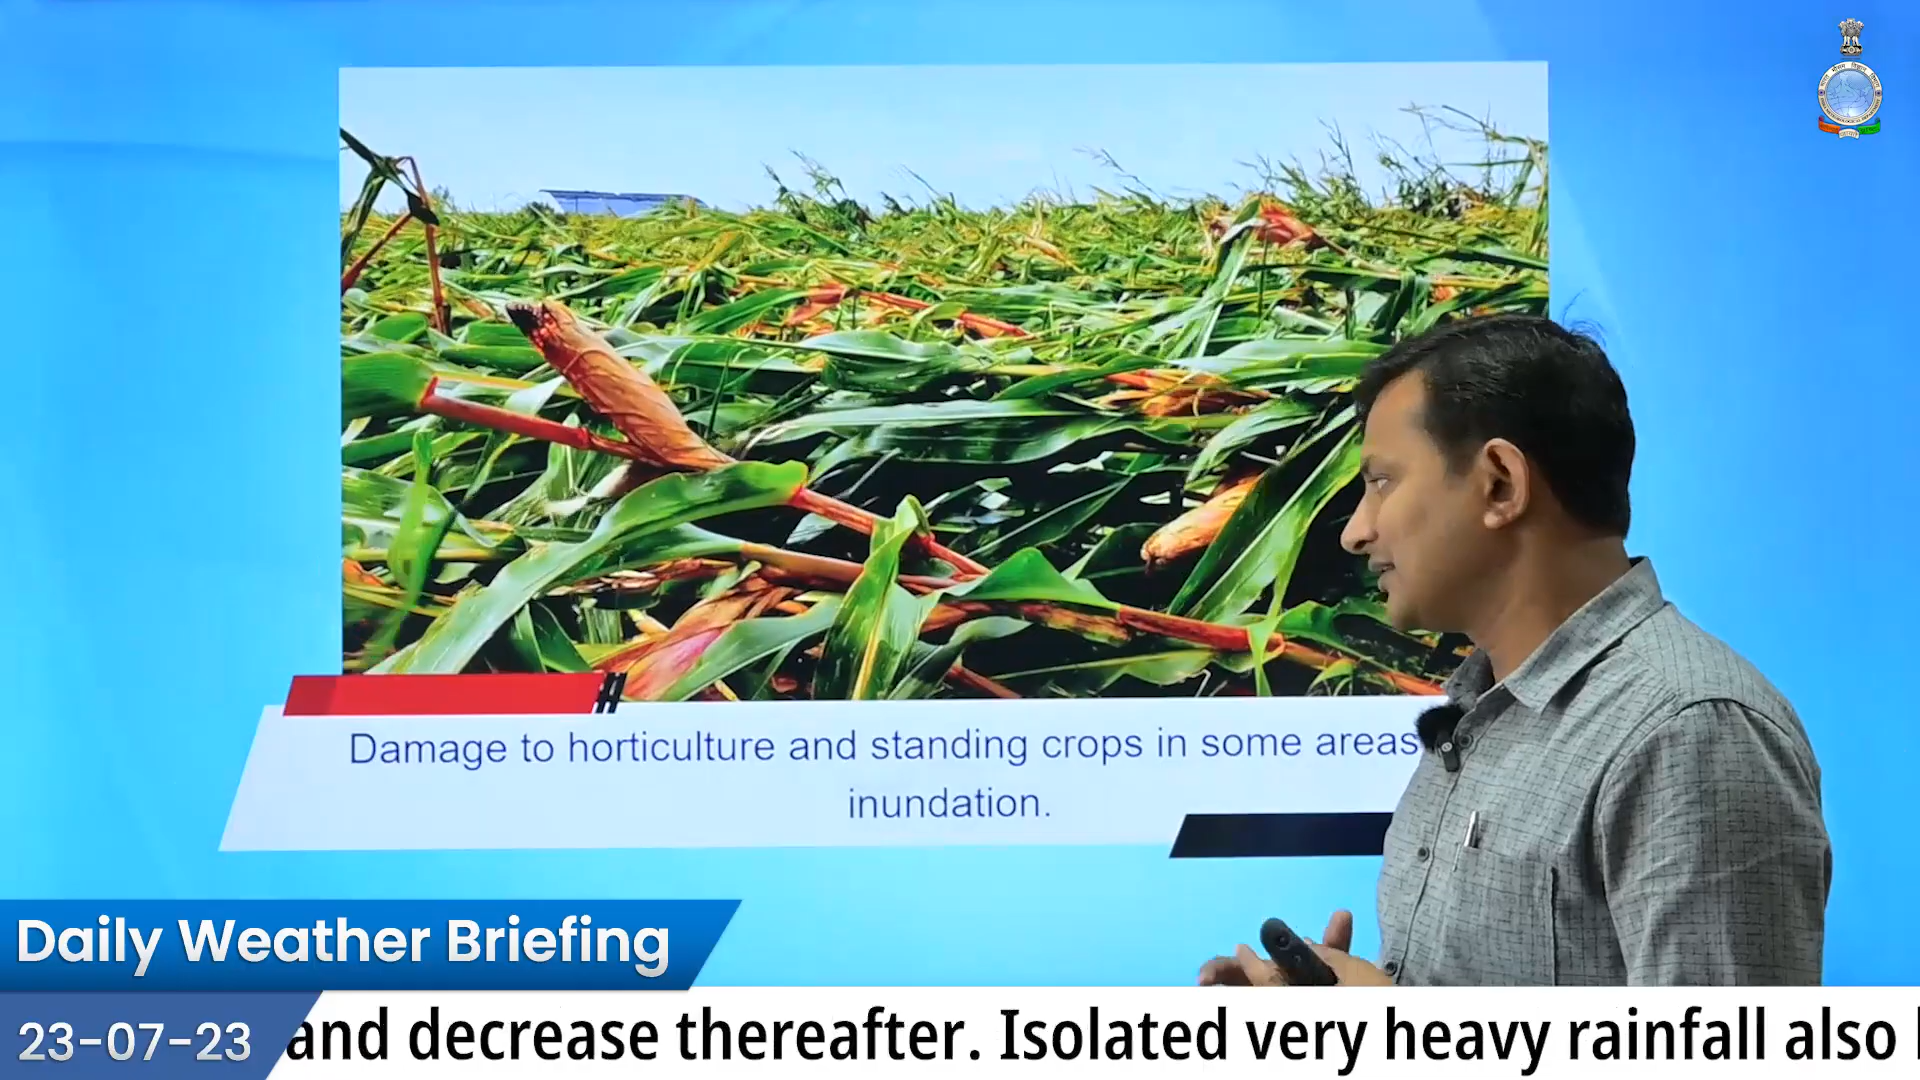 Damage to horticulture and standing crops in some areas
inundation.
Daily Weather Briefing
23-07-23
and decrease thereafter. Isolated very heavy rainfall also